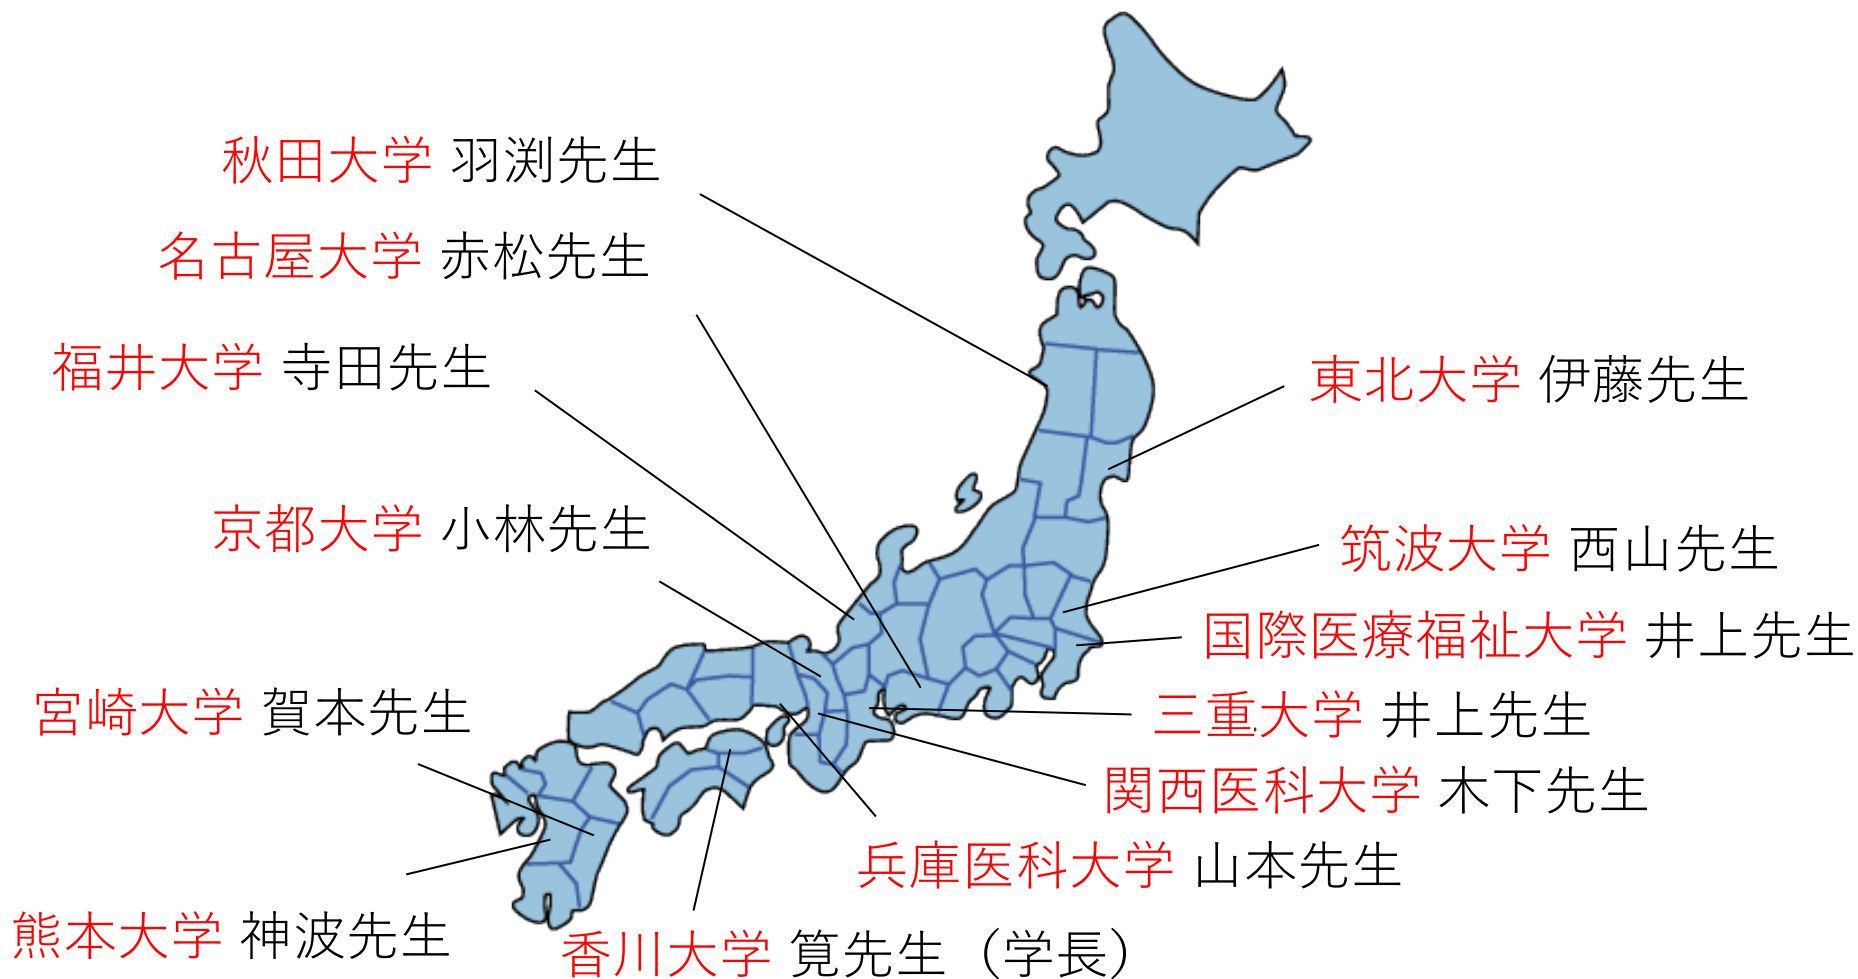 秋田大学 羽渕先生
名古屋大学 赤松先生
福井大学 寺田先生
東北大学 伊藤先生
京都大学 小林先生
筑波大学 西山先生
国際医療福祉大学 井上先生
宮崎大学 賀本先生
三重大学 井上先生
関西医科大学 木下先生
兵庫医科大学 山本先生
熊本大学 神波先生
香川大学 筧先生（学長）